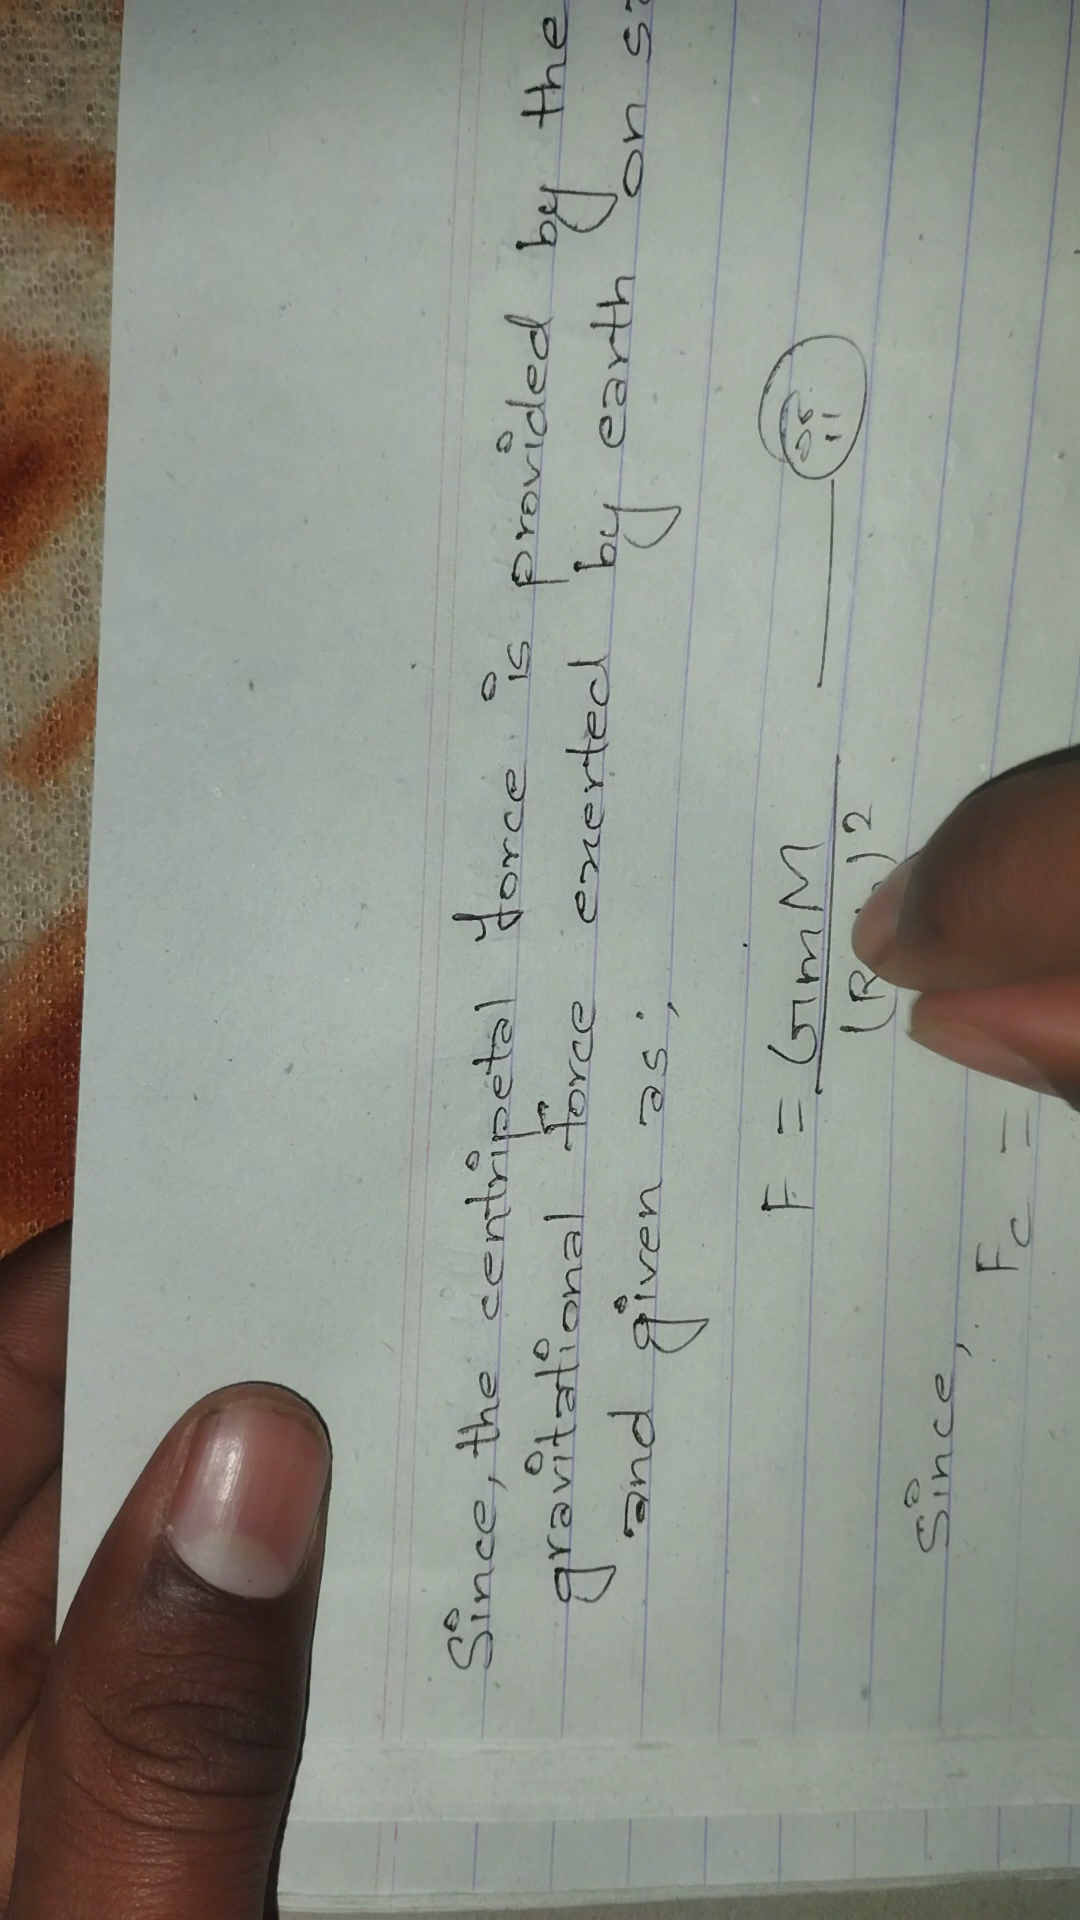 Since, the centripetal force is provided by the
gravitational force exerted by earth on
and given as;
F = GmM
(R )2
Since, Fc =